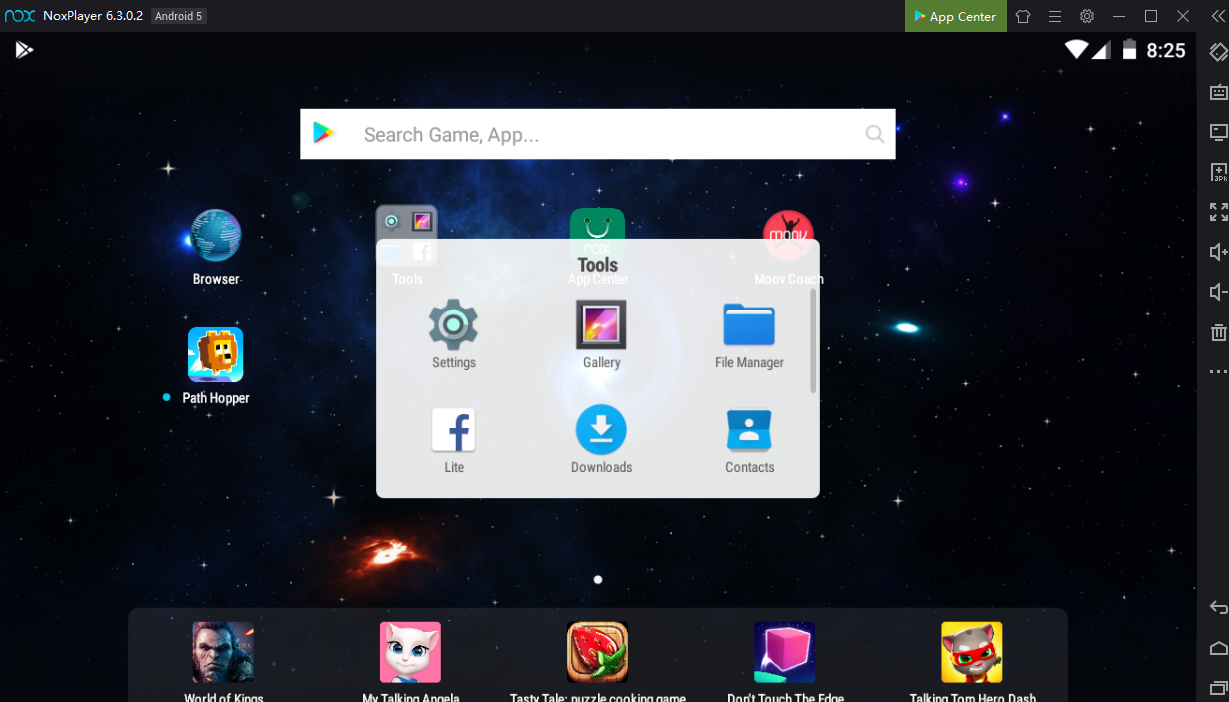 nox NoxPlayer 6.3.0.2 Android 5 App Center
8:25
Search Game, App...
Browser
Tools
App Center
Moov Coach
moov
nox
Tools
Settings
Gallery
File Manager
Path Hopper
Lite
Downloads
Contacts
World of Kings
My Talking Angela
Tasty Tale: puzzle cooking game
Don't Touch The Edge
Talking Tom Hero Dash